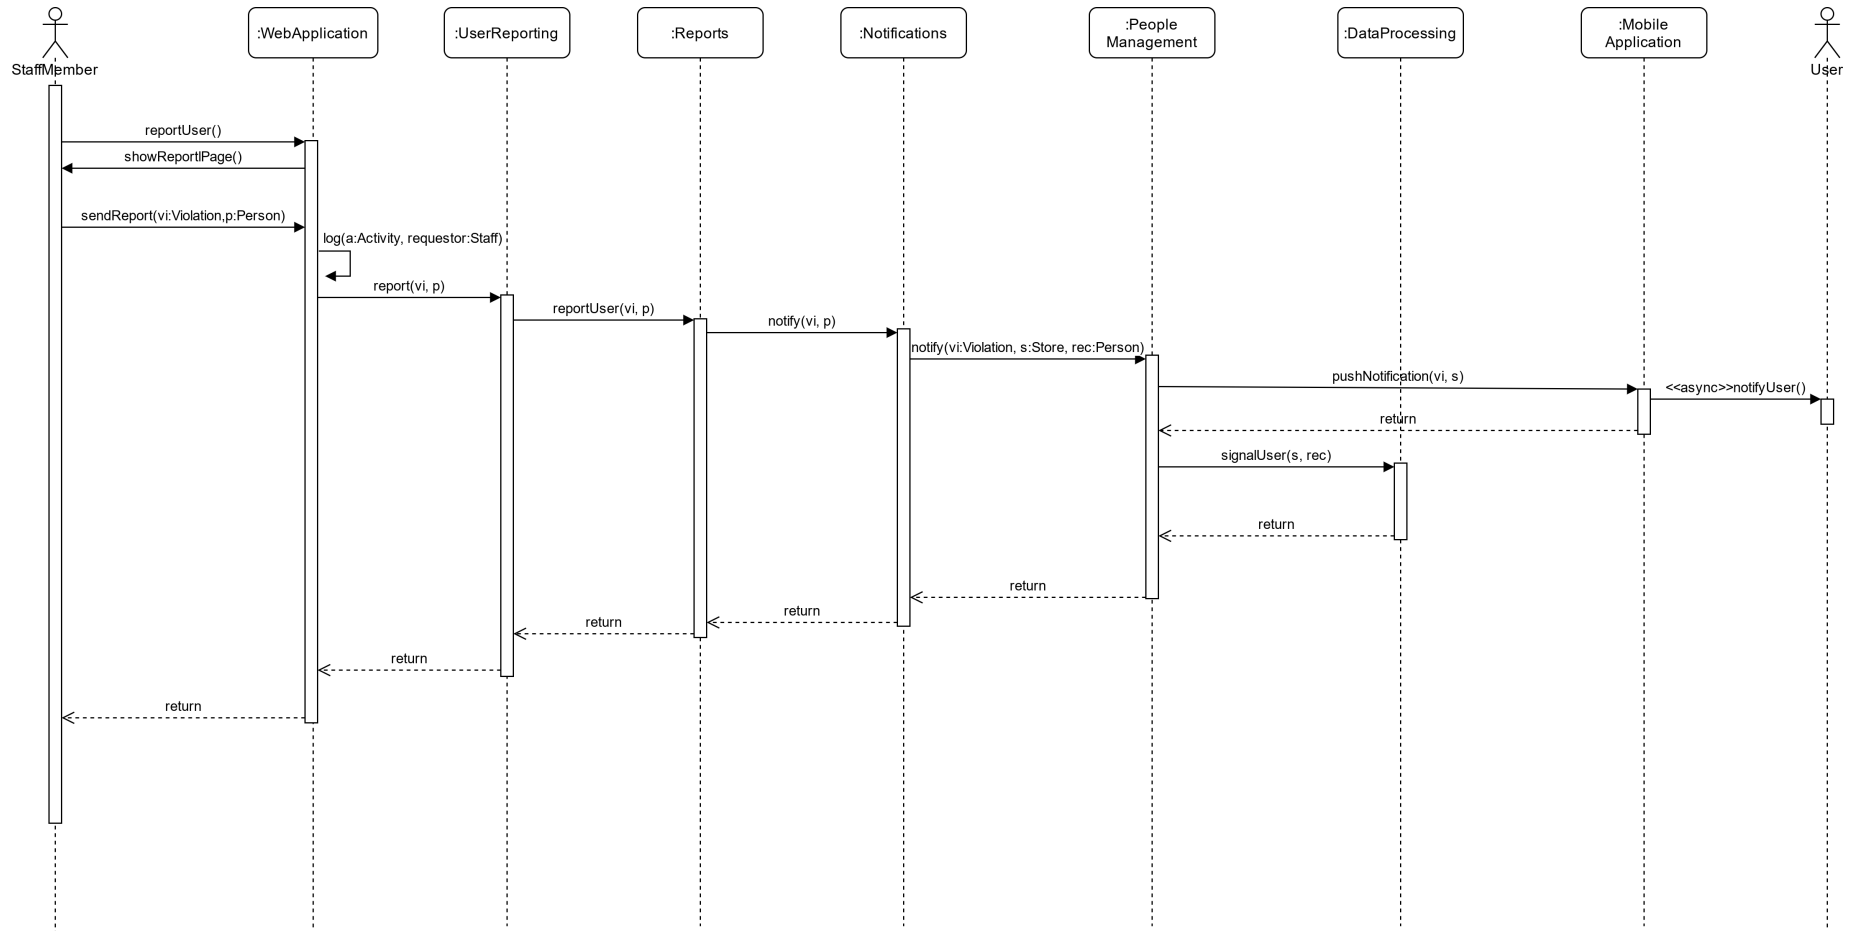 StaffMember
:WebApplication
:UserReporting
:Reports
:Notifications
:People
Management
:DataProcessing
:Mobile
Application
User
reportUser()
showReportlPage()
sendReport(vi:Violation,p:Person)
log(a:Activity, requestor:Staff)
report(vi, p)
reportUser(vi, p)
notify(vi, p)
notify(vi:Violation, s:Store, rec:Person)
pushNotification(vi, s)
<<async>>notifyUser()
return
signalUser(s, rec)
return
return
return
return
return
return